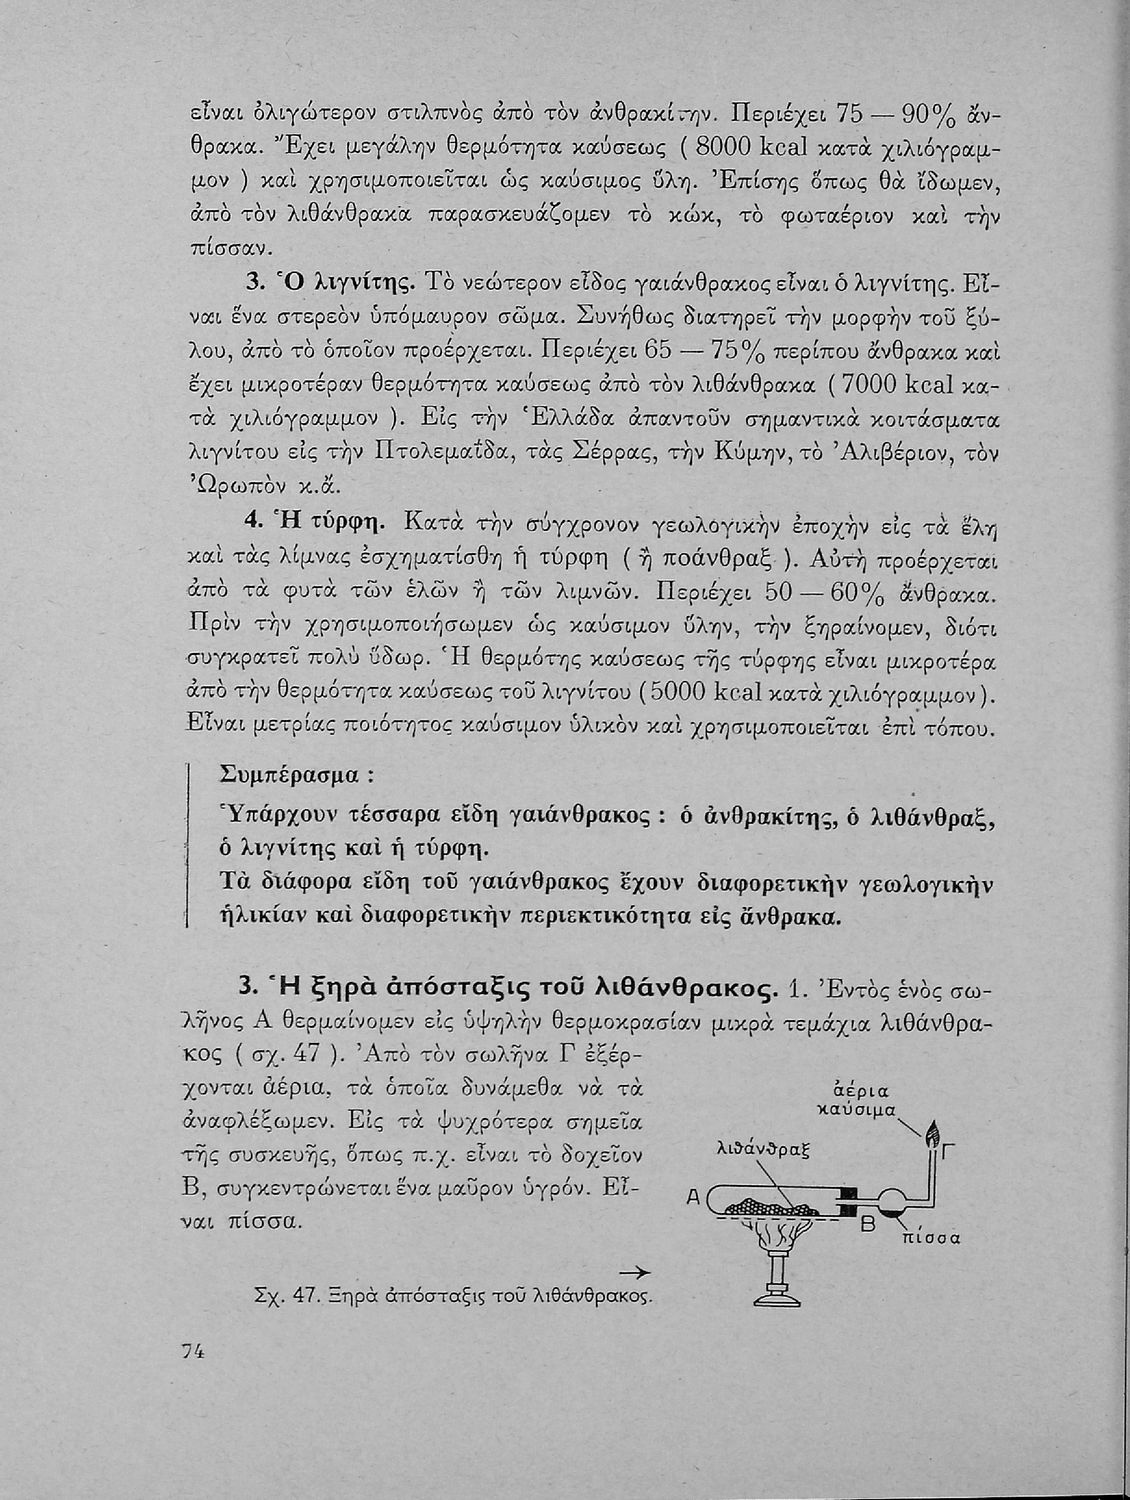 εἶναι ὀλιγώτερον στιλπνὸς ἀπὸ τὸν ἀνθρακίτην. Περιέχει 75 — 90% ἄν-
θρακα. Ἔχει μεγάλην θερμότητα καύσεως ( 8000 kcal κατὰ χιλιόγραμ-
μον ) καὶ χρησιμοποιεῖται ὡς καύσιμος ὕλη. Ἐπίσης ὅπως θὰ ἴδωμεν,
ἀπὸ τὸν λιθάνθρακα παρασκευάζομεν τὸ κώκ, τὸ φωταέριον καὶ τὴν
πίσσαν.
3. Ὁ λιγνίτης. Τὸ νεώτερον εἶδος γαιάνθρακος εἶναι ὁ λιγνίτης. Εἶ-
ναι ἕνα στερεὸν ὑπόμαυρον σῶμα. Συνήθως διατηρεῖ τὴν μορφὴν τοῦ ξύ-
λου, ἀπὸ τὸ ὁποῖον προέρχεται. Περιέχει 65 — 75% περίπου ἄνθρακα καὶ
ἔχει μικροτέραν θερμότητα καύσεως ἀπὸ τὸν λιθάνθρακα ( 7000 kcal κα-
τὰ χιλιόγραμμον ). Εἰς τὴν Ἑλλάδα ἀπαντοῦν σημαντικὰ κοιτάσματα
λιγνίτου εἰς τὴν Πτολεμαΐδα, τὰς Σέρρας, τὴν Κύμην, τὸ Ἀλιβέριον, τὸν
Ὠρωπὸν κ.ἄ.
4. Ἡ τύρφη. Κατὰ τὴν σύγχρονον γεωλογικὴν ἐποχὴν εἰς τὰ ἕλη
καὶ τὰς λίμνας ἐσχηματίσθη ἡ τύρφη ( ἢ ποάνθραξ ). Αὐτὴ προέρχεται
ἀπὸ τὰ φυτὰ τῶν ἑλῶν ἢ τῶν λιμνῶν. Περιέχει 50 — 60% ἄνθρακα.
Πρὶν τὴν χρησιμοποιήσωμεν ὡς καύσιμον ὕλην, τὴν ξηραίνομεν, διότι
συγκρατεῖ πολὺ ὕδωρ. Ἡ θερμότης καύσεως τῆς τύρφης εἶναι μικροτέρα
ἀπὸ τὴν θερμότητα καύσεως τοῦ λιγνίτου ( 5000 kcal κατὰ χιλιόγραμμον ).
Εἶναι μετρίας ποιότητος καύσιμον ὑλικὸν καὶ χρησιμοποιεῖται ἐπὶ τόπου.
Συμπέρασμα :
Ὑπάρχουν τέσσαρα εἴδη γαιάνθρακος : ὁ ἀνθρακίτης, ὁ λιθάνθραξ,
ὁ λιγνίτης καὶ ἡ τύρφη.
Τὰ διάφορα εἴδη τοῦ γαιάνθρακος ἔχουν διαφορετικὴν γεωλογικὴν
ἡλικίαν καὶ διαφορετικὴν περιεκτικότητα εἰς ἄνθρακα.
3. Ἡ ξηρὰ ἀπόσταξις τοῦ λιθάνθρακος. 1. Ἐντὸς ἑνὸς σω-
λῆνος Α θερμαίνομεν εἰς ὑψηλὴν θερμοκρασίαν μικρὰ τεμάχια λιθάνθρα-
κος ( σχ. 47 ). Ἀπὸ τὸν σωλῆνα Γ ἐξέρ-
χονται ἀέρια, τὰ ὁποῖα δυνάμεθα νὰ τὰ
ἀναφλέξωμεν. Εἰς τὰ ψυχρότερα σημεῖα
τῆς συσκευῆς, ὅπως π.χ. εἶναι τὸ δοχεῖον
Β, συγκεντρώνεται ἕνα μαῦρον ὑγρόν. Εἶ-
ναι πίσσα.
ἀέρια
καύσιμα
λιθάνθραξ
Γ
Α
Β
πίσσα
Σχ. 47. Ξηρὰ ἀπόσταξις τοῦ λιθάνθρακος.
74